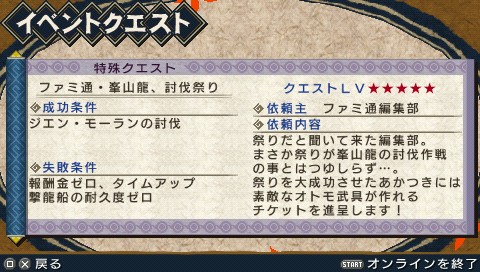 イベントクエスト
特殊クエスト
ファミ通・峯山龍、討伐祭り
成功条件
ジエン・モーランの討伐
失敗条件
報酬金ゼロ、タイムアップ
撃龍船の耐久度ゼロ
クエストLV★★★★★
依頼主 ファミ通編集部
依頼内容
祭りだと聞いて来た編集部。
まさか祭りが峯山龍の討伐作戦
の事とはつゆしらず…。
祭りを大成功させたあかつきには
素敵なオトモ武具が作れる
チケットを進呈します！
戻る
START オンラインを終了